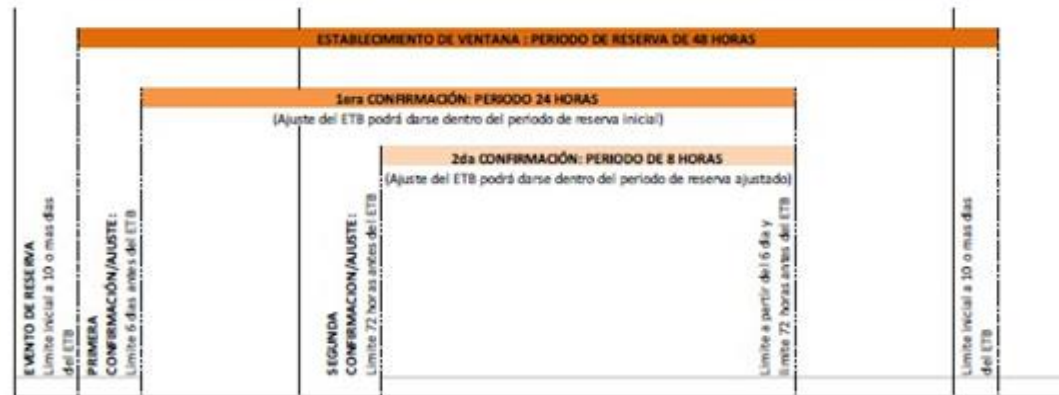 ESTABLECIMIENTO DE VENTANA : PERIODO DE RESERVA DE 48 HORAS
1era CONFIRMACIÓN: PERIODO 24 HORAS
(Ajuste del ETB podrá darse dentro del periodo de reserva inicial)
2da CONFIRMACIÓN: PERIODO DE 8 HORAS
(Ajuste del ETB podrá darse dentro del periodo de reserva ajustado)
EVENTO DE RESERVA
Limite inicial a 10 o mas dias
del ETB
PRIMERA
CONFIRMACIÓN/AJUSTE:
Limite 6 dias antes del ETB
SEGUNDA
CONFIRMACION/AJUSTE:
Limite 72 horas antes del ETB
Limite a partir del 6 dia y
limite 72 horas antes del ETB
Limite inicial a 10 o mas dias
del ETB